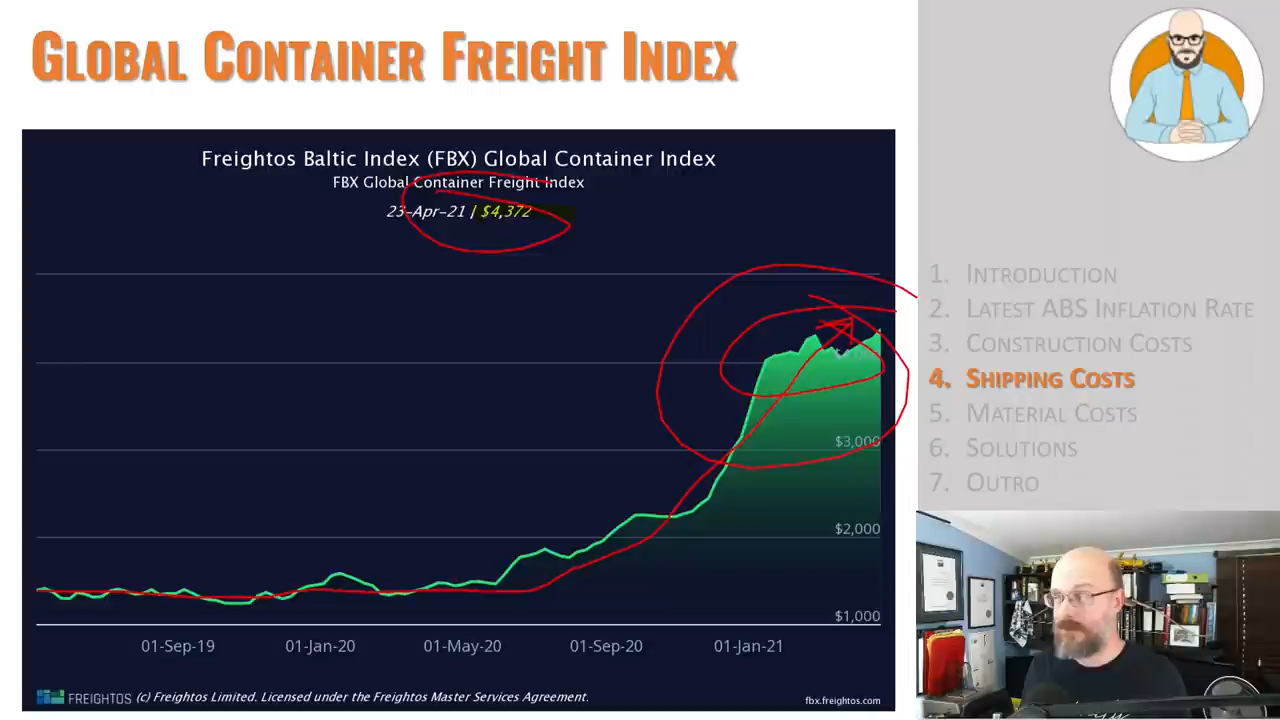 GLOBAL CONTAINER FREIGHT INDEX
Freightos Baltic Index (FBX) Global Container Index
FBX Global Container Freight Index
23-Apr-21 | $4,372
$3,000
$2,000
$1,000
01-Sep-19
01-Jan-20
01-May-20
01-Sep-20
01-Jan-21
FREIGHTOS (c) Freightos Limited. Licensed under the Freightos Master Services Agreement.
fbx.freightos.com
1. INTRODUCTION
2. LATEST ABS INFLATION RATE
3. CONSTRUCTION COSTS
4. SHIPPING COSTS
5. MATERIAL COSTS
6. SOLUTIONS
7. OUTRO